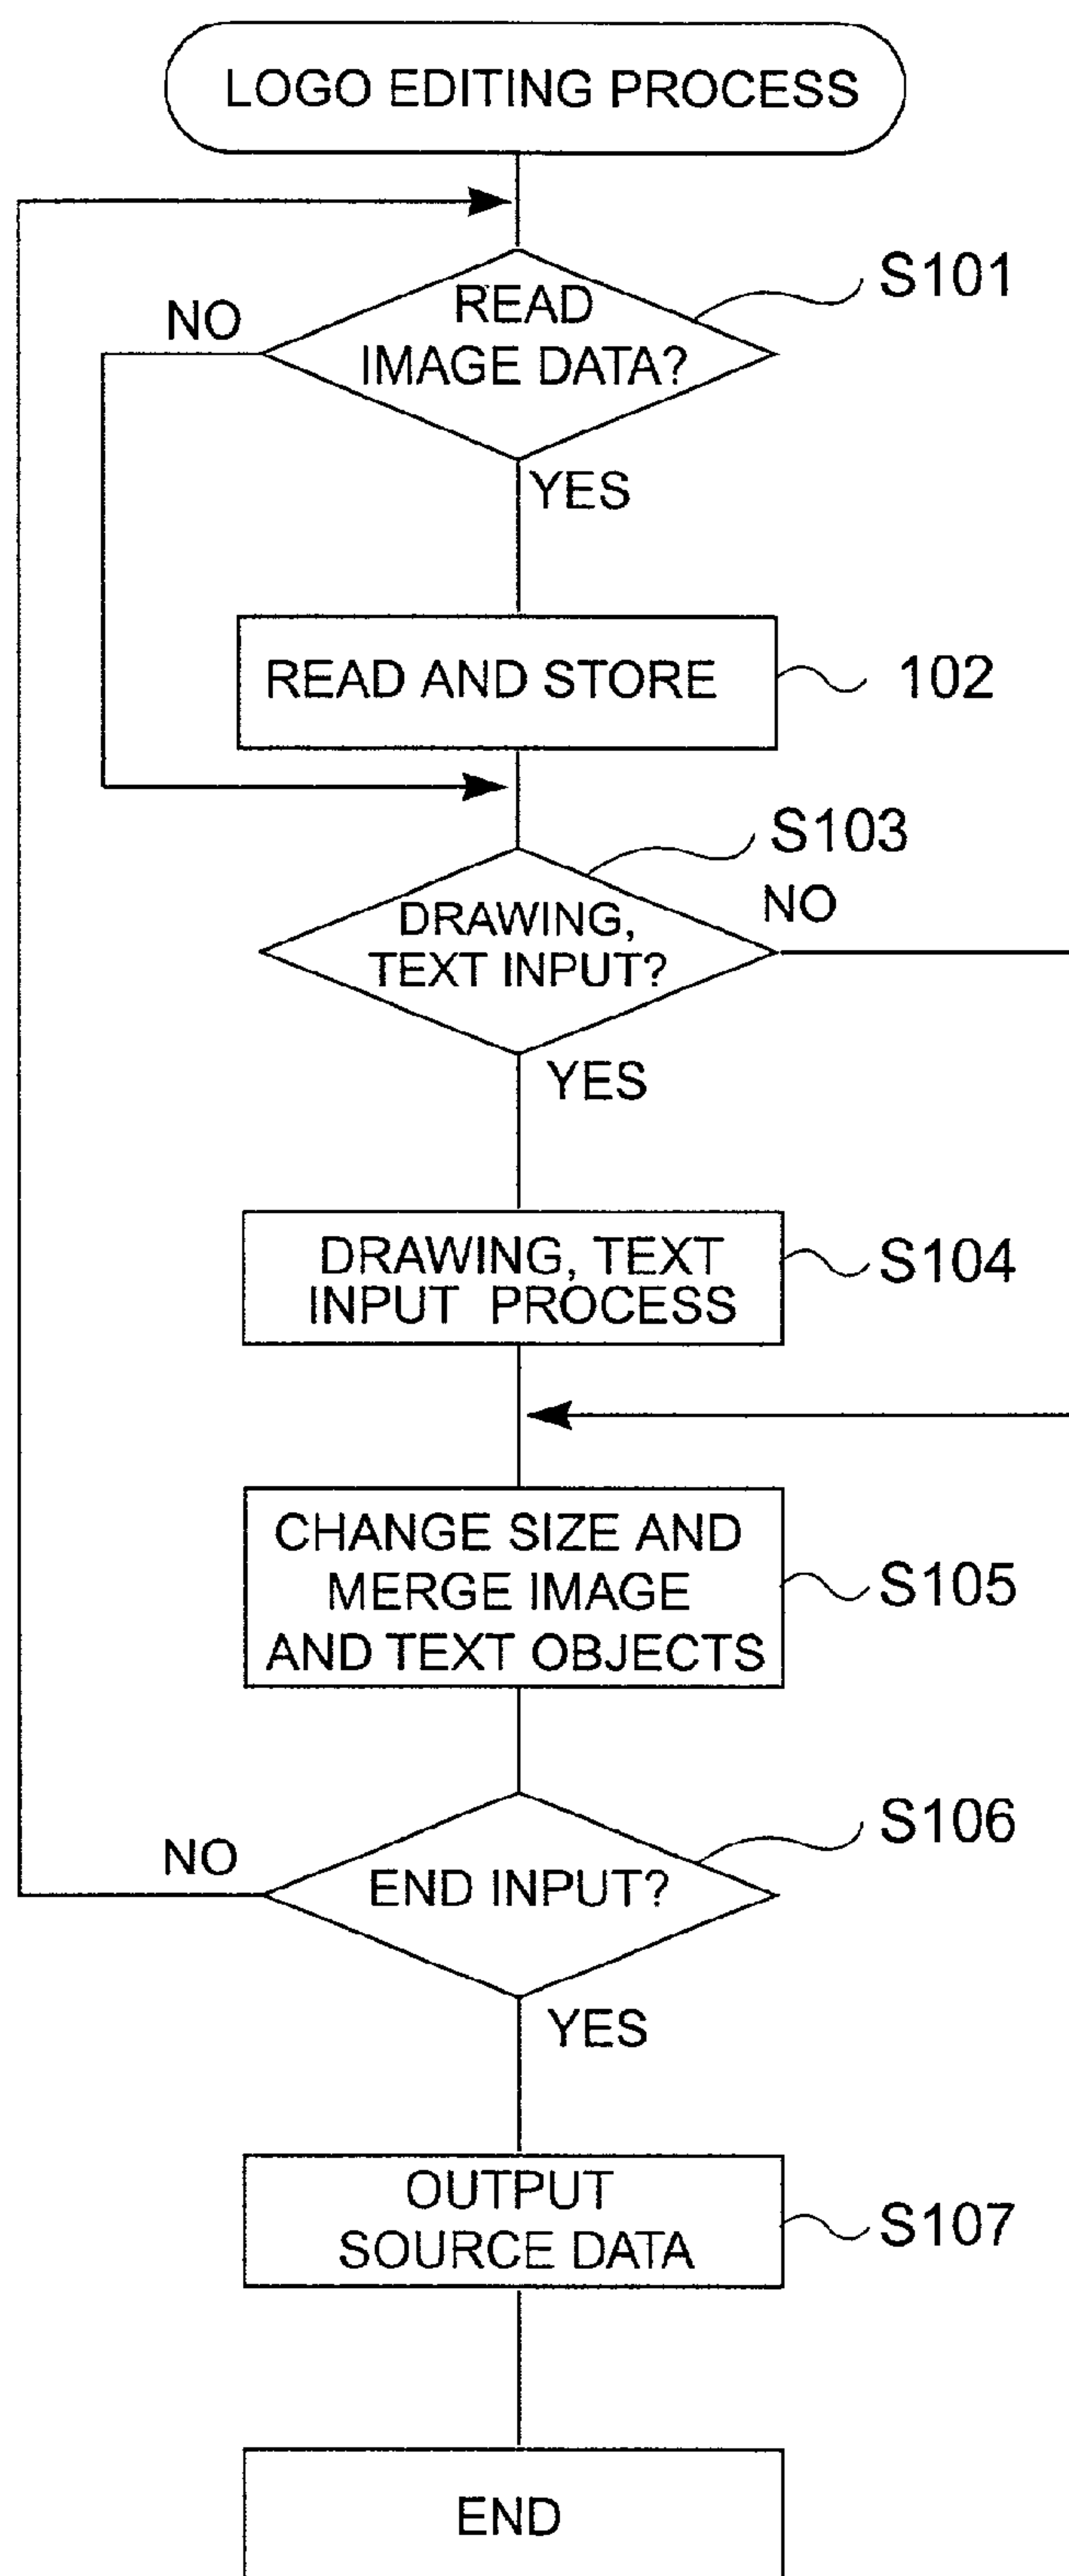 LOGO EDITING PROCESS
S101
NO
READ
IMAGE DATA?
YES
READ AND STORE
102
S103
NO
DRAWING,
TEXT INPUT?
YES
DRAWING, TEXT
INPUT PROCESS
S104
CHANGE SIZE AND
MERGE IMAGE
AND TEXT OBJECTS
S105
S106
NO
END INPUT?
YES
OUTPUT
SOURCE DATA
S107
END